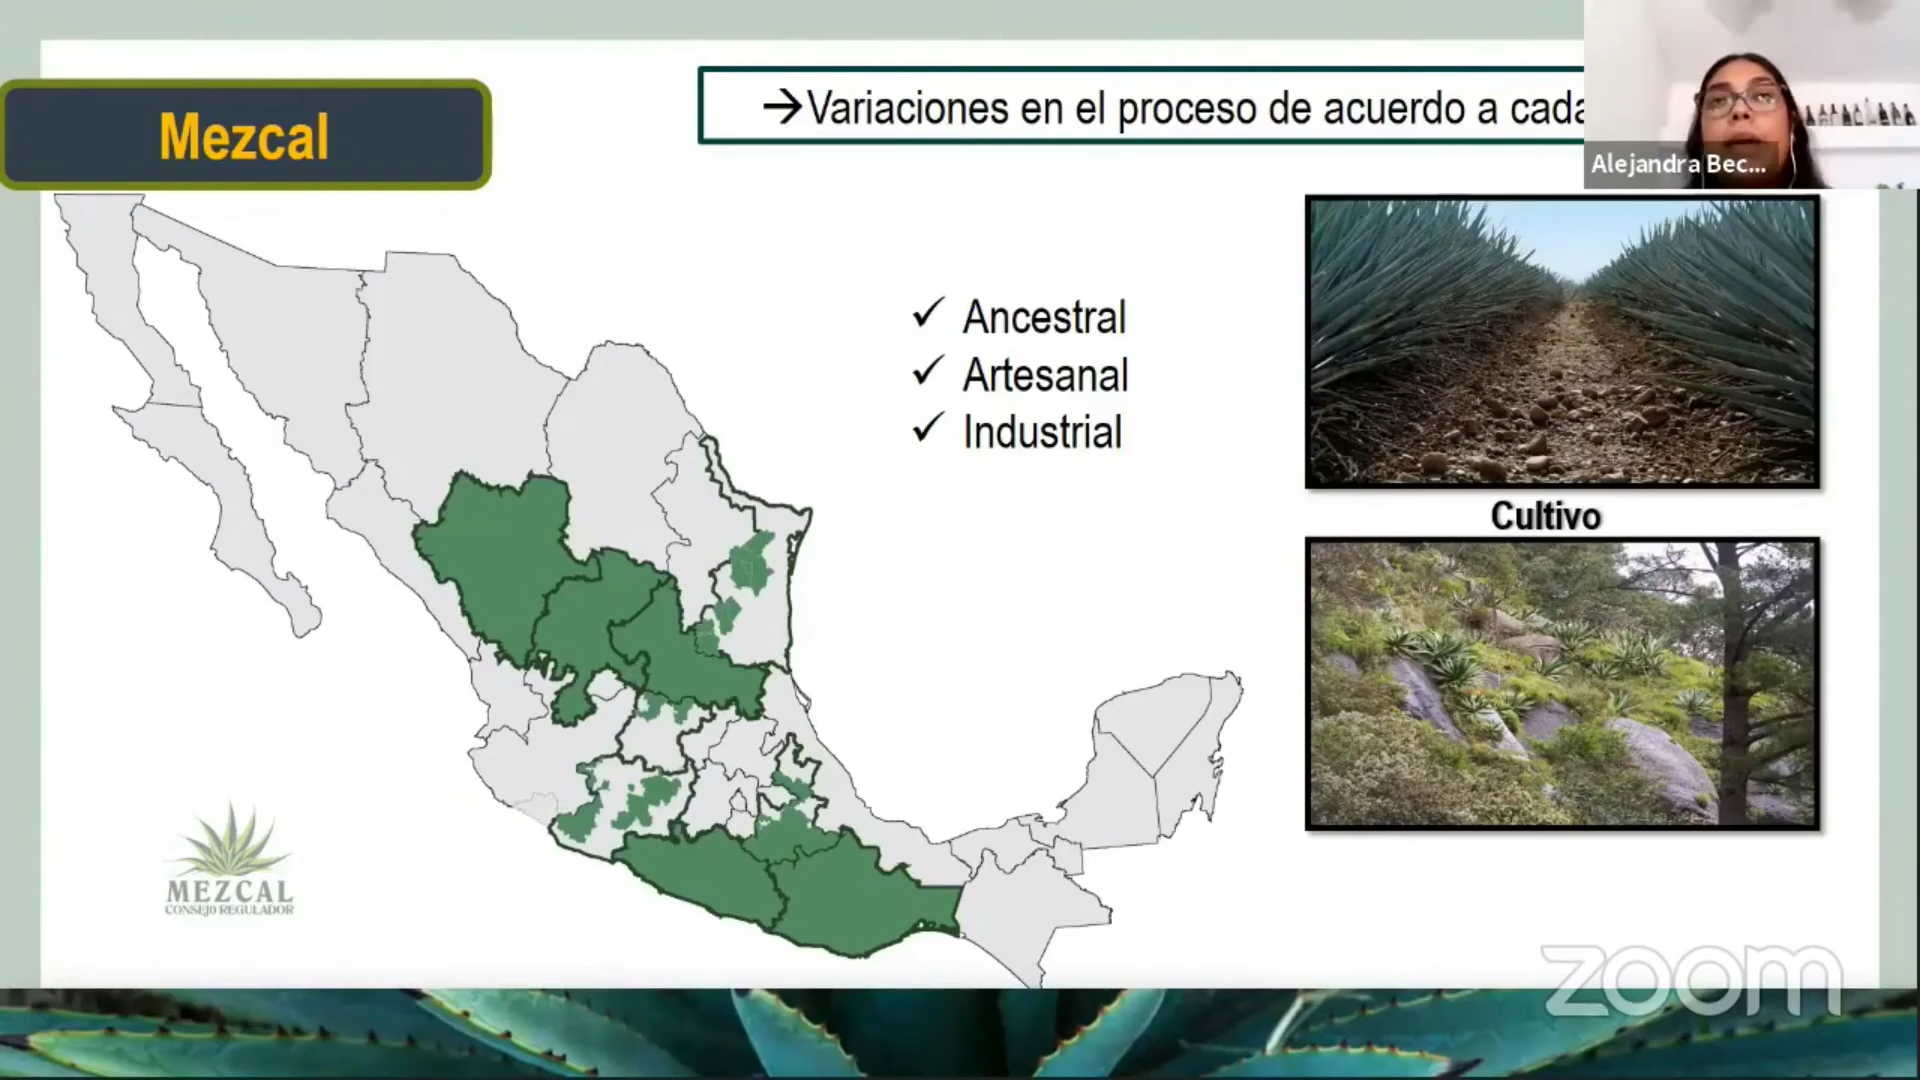 Mezcal
→Variaciones en el proceso de acuerdo a cada
Alejandra Bec...
✓ Ancestral
✓ Artesanal
✓ Industrial
Cultivo
MEZCAL
CONSEJO REGULADOR
zoom